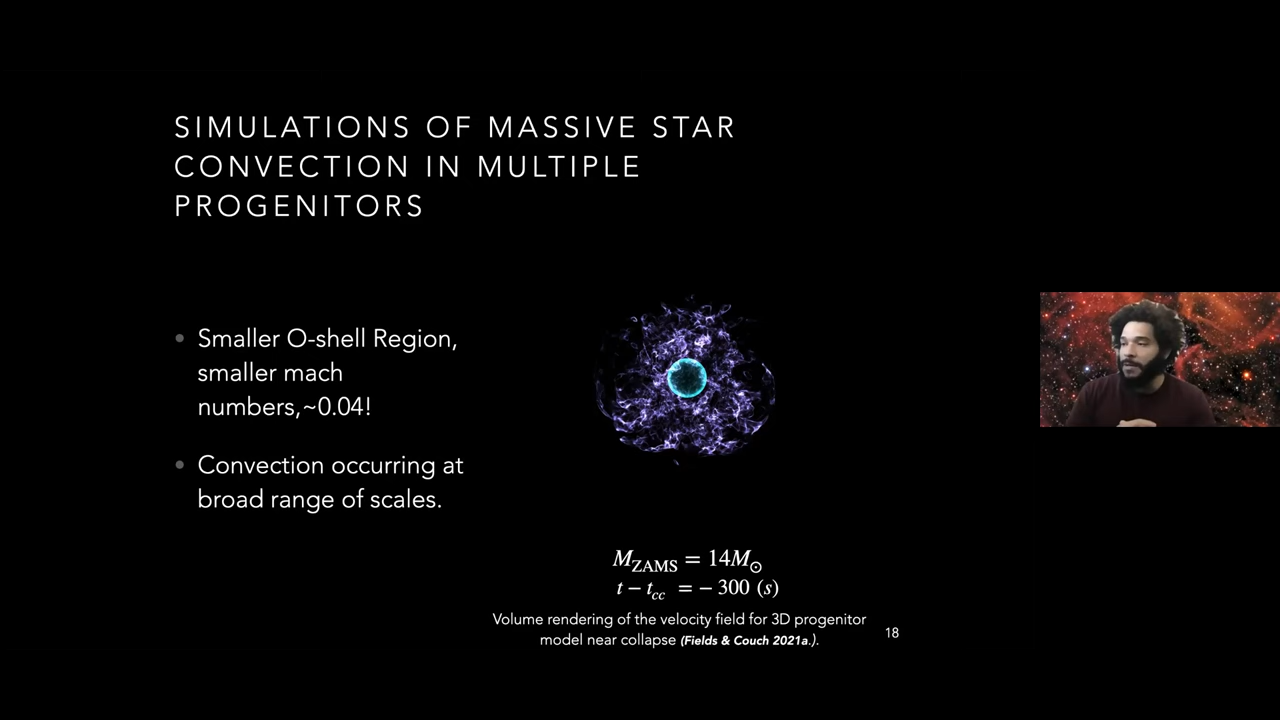 SIMULATIONS OF MASSIVE STAR
CONVECTION IN MULTIPLE
PROGENITORS
• Smaller O-shell Region,
smaller mach
numbers,~0.04!
• Convection occurring at
broad range of scales.
M_ZAMS = 14M_⊙
t − t_cc = − 300 (s)
Volume rendering of the velocity field for 3D progenitor
model near collapse (Fields & Couch 2021a.).
18